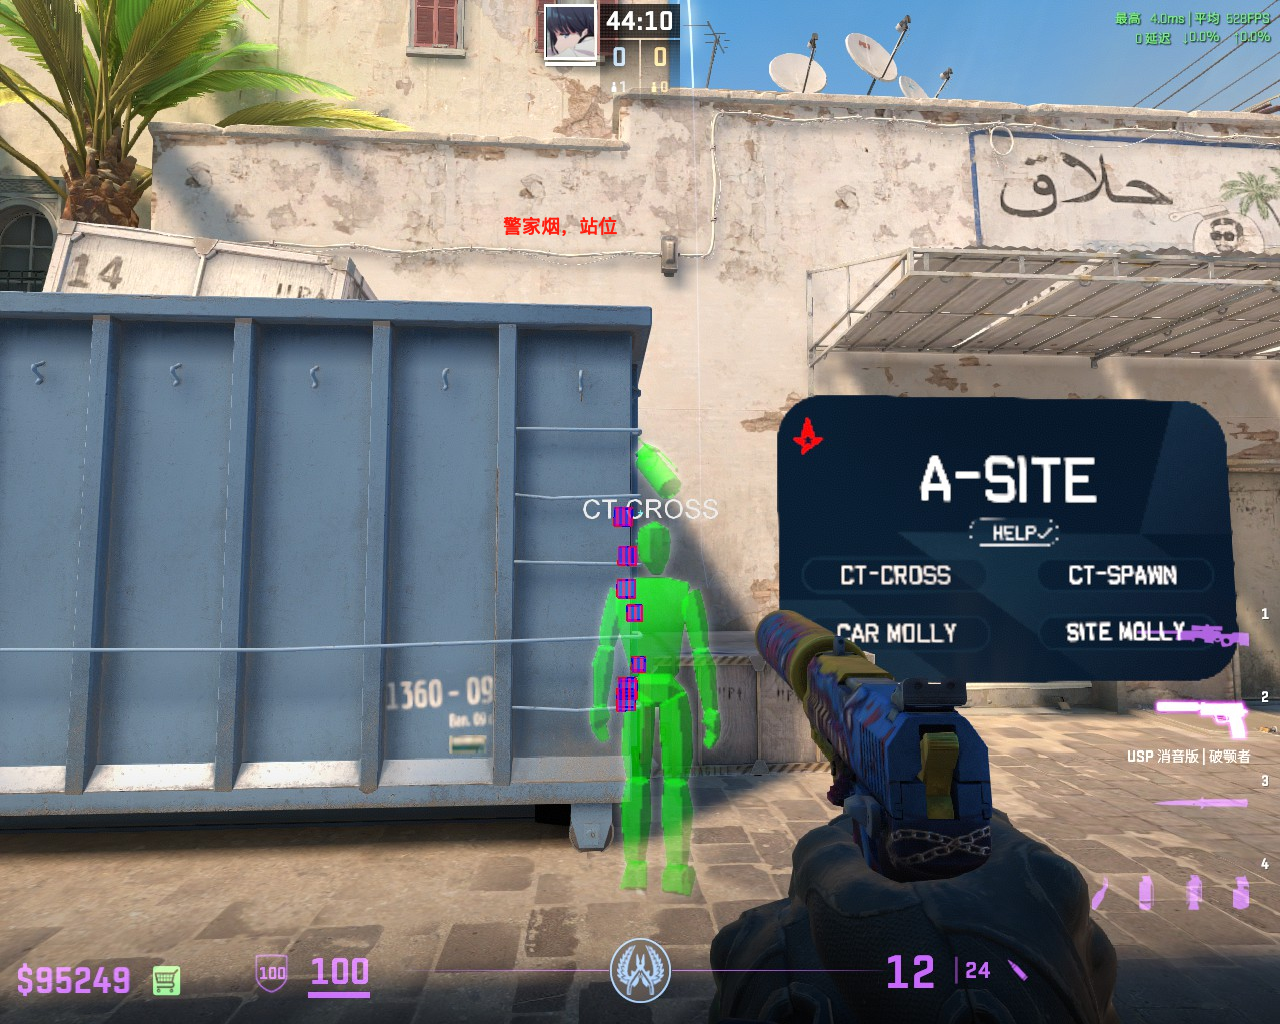 44:10
0 0
1 0
最高 4.0ms | 平均 528FPS
0 延迟 ↓0.0% ↑0.0%
حلاق
警家烟，站位
14
CT CROSS
A-SITE
HELP✓
CT-CROSS CT-SPAWN
CAR MOLLY SITE MOLLY
1360 - 09
1
2
USP 消音版 | 破颚者
3
4
$95249
100
100
12 | 24